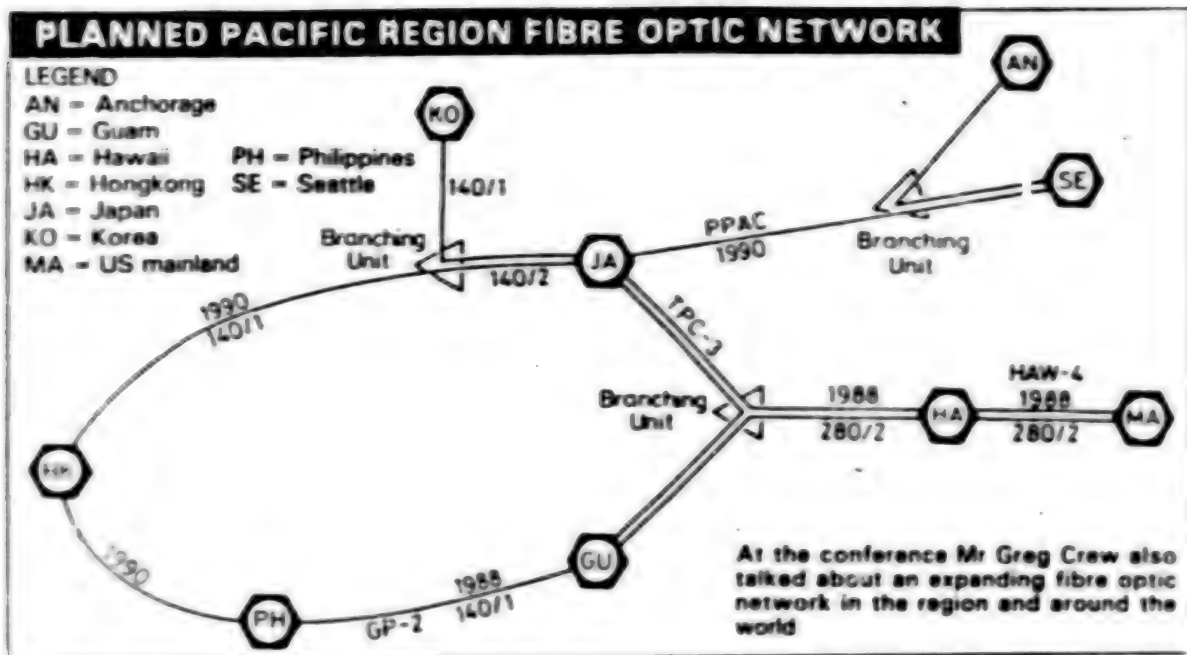 PLANNED PACIFIC REGION FIBRE OPTIC NETWORK
LEGEND
AN = Anchorage
GU = Guam
HA = Hawaii
HK = Hongkong
JA = Japan
KO = Korea
MA = US mainland
PH = Philippines
SE = Seattle
AN
KO
140/1
SE
PPAC
1990
Branching
Unit
Branching
Unit
JA
140/2
1990
140/1
TPC-3
Branching
Unit
1988
280/2
HA
HAW-4
1988
280/2
MA
HK
1990
PH
GP-2
1988
140/1
GU
At the conference Mr Greg Crew also
talked about an expanding fibre optic
network in the region and around the
world